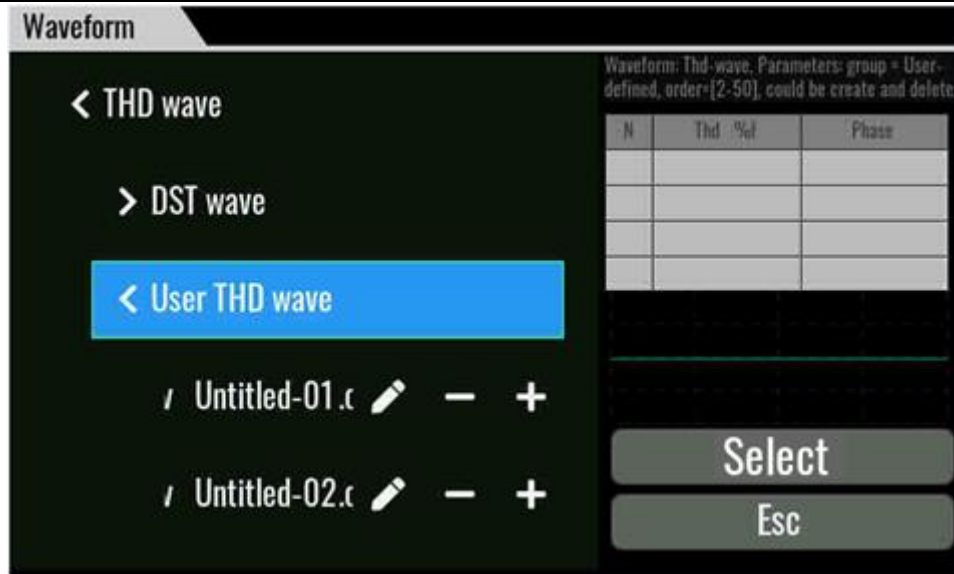 Waveform
< THD wave
> DST wave
< User THD wave
/ Untitled-01.c
/ Untitled-02.c
Waveform: Thd-wave, Parameters: group = User-
defined, order=[2-50], could be create and delete
N Thd %f Phase
Select
Esc